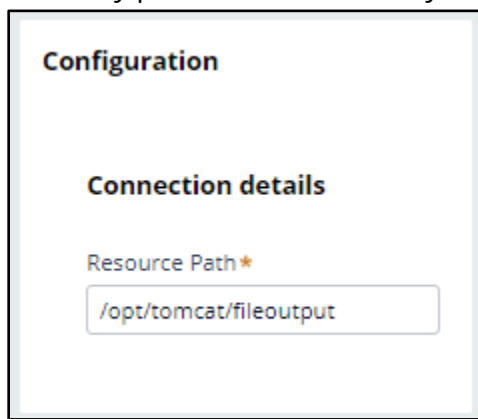 Configuration
Connection details
Resource Path*
/opt/tomcat/fileoutput